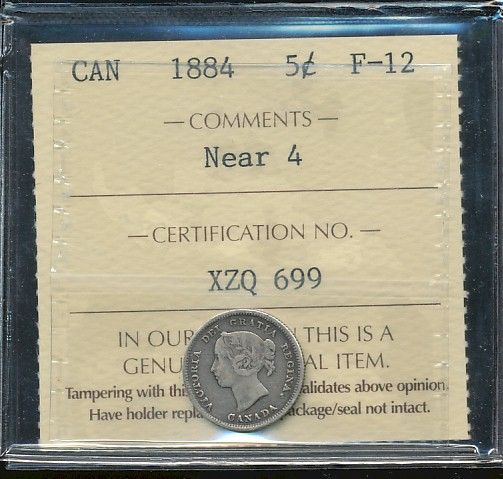 CAN 1884 5¢ F-12
— COMMENTS —
Near 4
— CERTIFICATION NO. —
XZQ 699
IN OUR N THIS IS A
GENU AL ITEM.
Tampering with thi alidates above opinion.
Have holder repla ackage/seal not intact.
VICTORIA DEI GRATIA REGINA.
CANADA